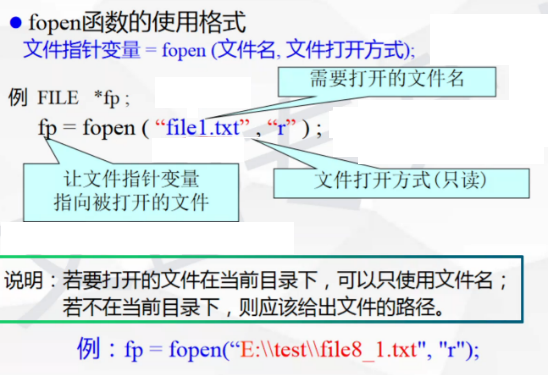 ● fopen函数的使用格式
文件指针变量 = fopen (文件名, 文件打开方式);
需要打开的文件名
例 FILE *fp ;
fp = fopen ( “file1.txt” , “r” ) ;
让文件指针变量
指向被打开的文件
文件打开方式(只读)
说明：若要打开的文件在当前目录下，可以只使用文件名；
若不在当前目录下，则应该给出文件的路径。
例：fp = fopen(“E:\\test\\file8_1.txt", "r");